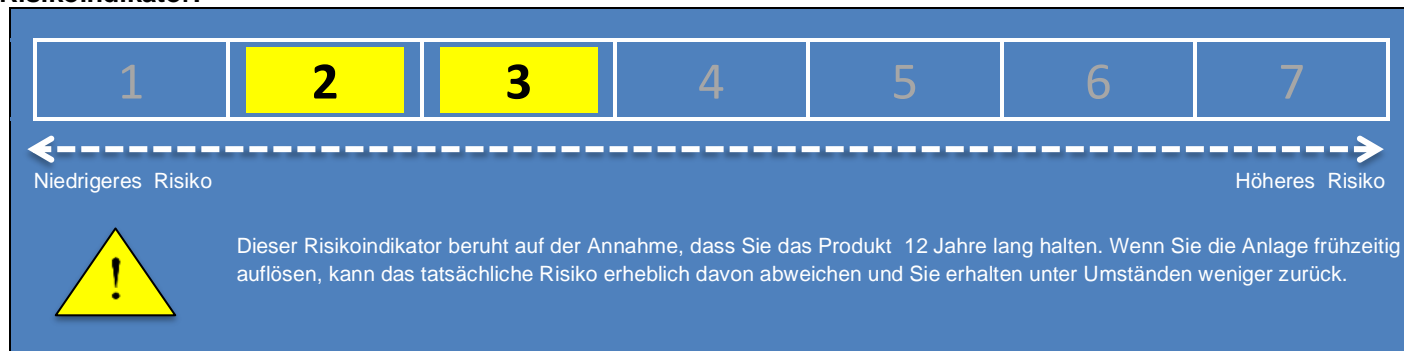 Risikoindikator:
1 2 3 4 5 6 7
Niedrigeres Risiko Höheres Risiko
!
Dieser Risikoindikator beruht auf der Annahme, dass Sie das Produkt 12 Jahre lang halten. Wenn Sie die Anlage frühzeitig
auflösen, kann das tatsächliche Risiko erheblich davon abweichen und Sie erhalten unter Umständen weniger zurück.